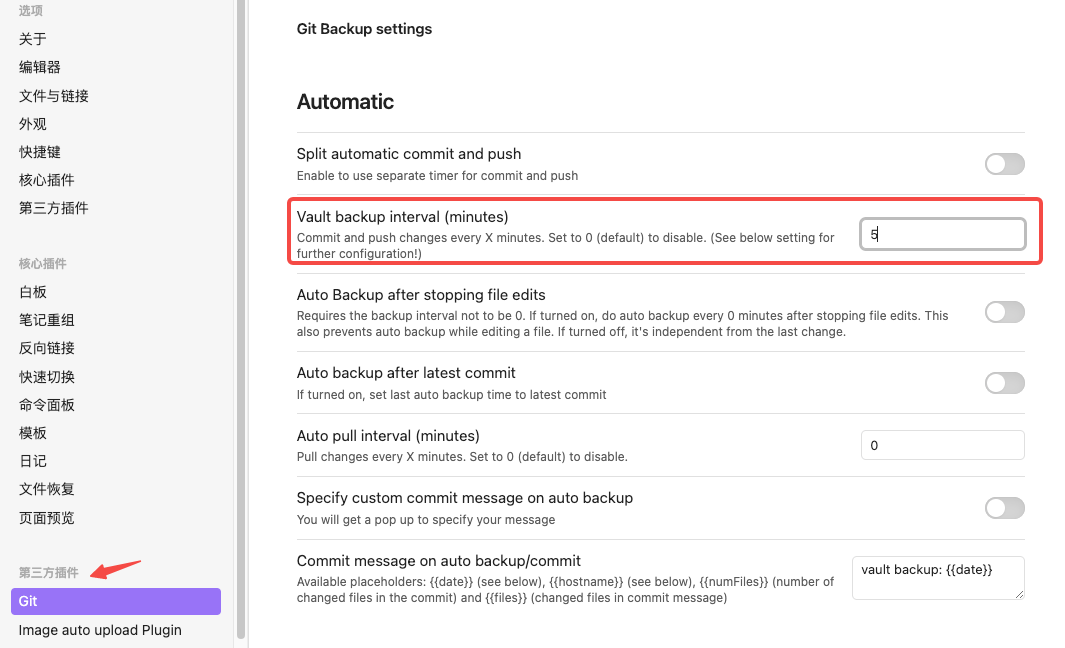 选项
关于
编辑器
文件与链接
外观
快捷键
核心插件
第三方插件
核心插件
白板
笔记重组
反向链接
快速切换
命令面板
模板
日记
文件恢复
页面预览
第三方插件
Git
Image auto upload Plugin
Git Backup settings
Automatic
Split automatic commit and push
Enable to use separate timer for commit and push
Vault backup interval (minutes)
Commit and push changes every X minutes. Set to 0 (default) to disable. (See below setting for
further configuration!)
5
Auto Backup after stopping file edits
Requires the backup interval not to be 0. If turned on, do auto backup every 0 minutes after stopping file edits. This
also prevents auto backup while editing a file. If turned off, it's independent from the last change.
Auto backup after latest commit
If turned on, set last auto backup time to latest commit
Auto pull interval (minutes)
Pull changes every X minutes. Set to 0 (default) to disable.
0
Specify custom commit message on auto backup
You will get a pop up to specify your message
Commit message on auto backup/commit
Available placeholders: {{date}} (see below), {{hostname}} (see below), {{numFiles}} (number of
changed files in the commit) and {{files}} (changed files in commit message)
vault backup: {{date}}